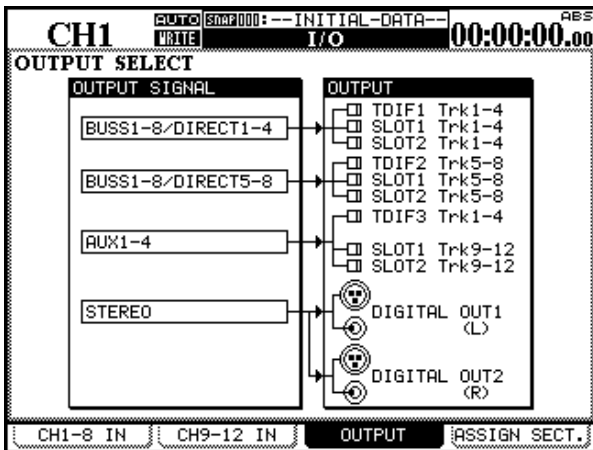 CH1 AUTO SNAP000:--INITIAL-DATA-- ABS
WRITE I/O 00:00:00.00
OUTPUT SELECT
OUTPUT SIGNAL
OUTPUT
BUSS1-8/DIRECT1-4
TDIF1 Trk1-4
SLOT1 Trk1-4
SLOT2 Trk1-4
BUSS1-8/DIRECT5-8
TDIF2 Trk5-8
SLOT1 Trk5-8
SLOT2 Trk5-8
AUX1-4
TDIF3 Trk1-4
SLOT1 Trk9-12
SLOT2 Trk9-12
STEREO
DIGITAL OUT1
(L)
DIGITAL OUT2
(R)
CH1-8 IN CH9-12 IN OUTPUT ASSIGN SECT.